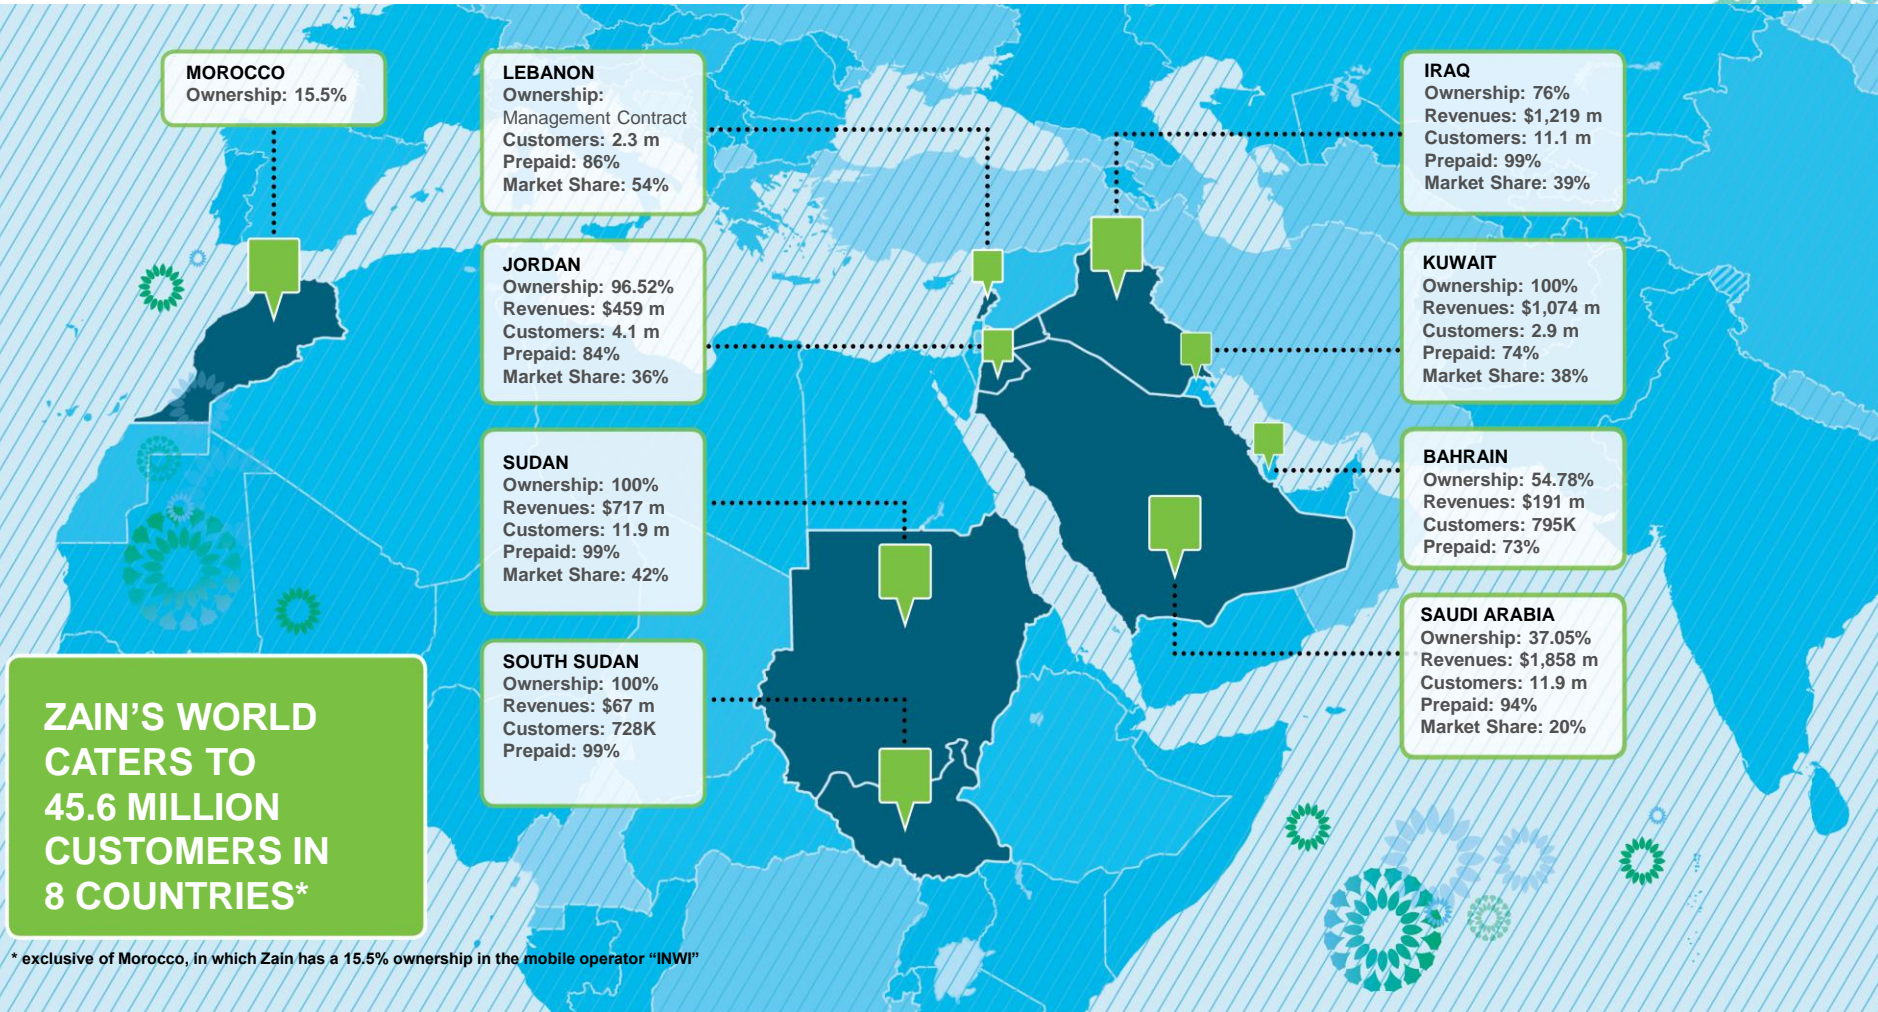 MOROCCO
Ownership: 15.5%
LEBANON
Ownership:
Management Contract
Customers: 2.3 m
Prepaid: 86%
Market Share: 54%
JORDAN
Ownership: 96.52%
Revenues: $459 m
Customers: 4.1 m
Prepaid: 84%
Market Share: 36%
SUDAN
Ownership: 100%
Revenues: $717 m
Customers: 11.9 m
Prepaid: 99%
Market Share: 42%
SOUTH SUDAN
Ownership: 100%
Revenues: $67 m
Customers: 728K
Prepaid: 99%
IRAQ
Ownership: 76%
Revenues: $1,219 m
Customers: 11.1 m
Prepaid: 99%
Market Share: 39%
KUWAIT
Ownership: 100%
Revenues: $1,074 m
Customers: 2.9 m
Prepaid: 74%
Market Share: 38%
BAHRAIN
Ownership: 54.78%
Revenues: $191 m
Customers: 795K
Prepaid: 73%
SAUDI ARABIA
Ownership: 37.05%
Revenues: $1,858 m
Customers: 11.9 m
Prepaid: 94%
Market Share: 20%
ZAIN’S WORLD
CATERS TO
45.6 MILLION
CUSTOMERS IN
8 COUNTRIES*
* exclusive of Morocco, in which Zain has a 15.5% ownership in the mobile operator “INWI”